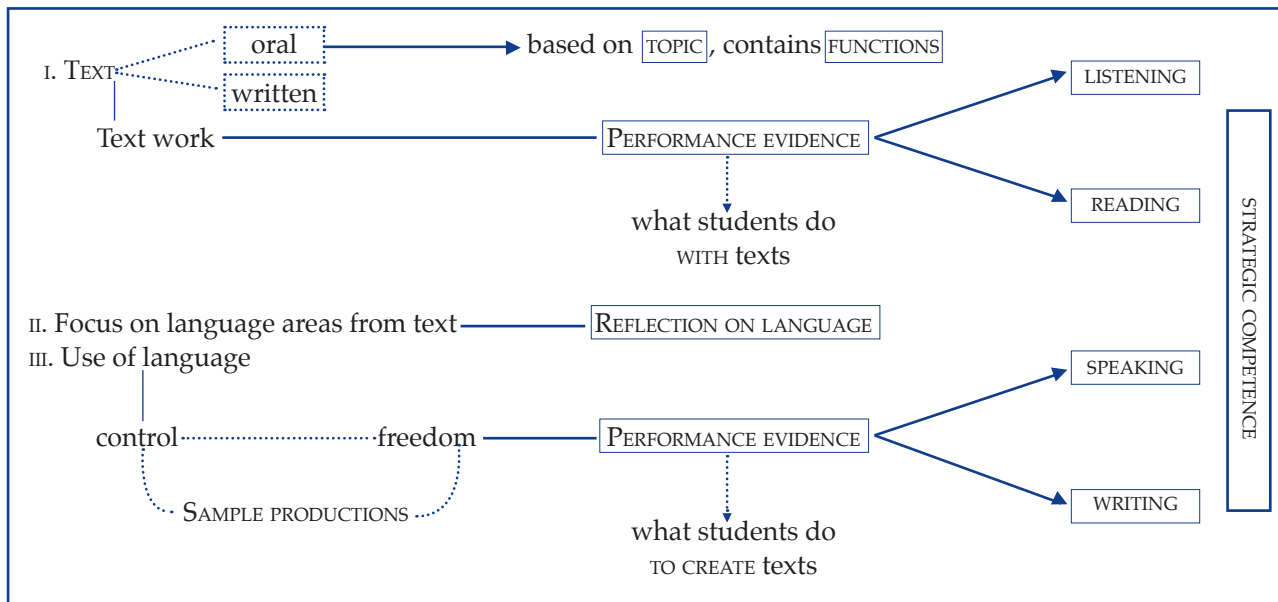 oral
based on TOPIC, contains FUNCTIONS
I. TEXT
LISTENING
written
Text work
PERFORMANCE EVIDENCE
READING
what students do
WITH texts
STRATEGIC COMPETENCE
II. Focus on language areas from text
REFLECTION ON LANGUAGE
III. Use of language
SPEAKING
control
freedom
PERFORMANCE EVIDENCE
WRITING
SAMPLE PRODUCTIONS
what students do
TO CREATE texts